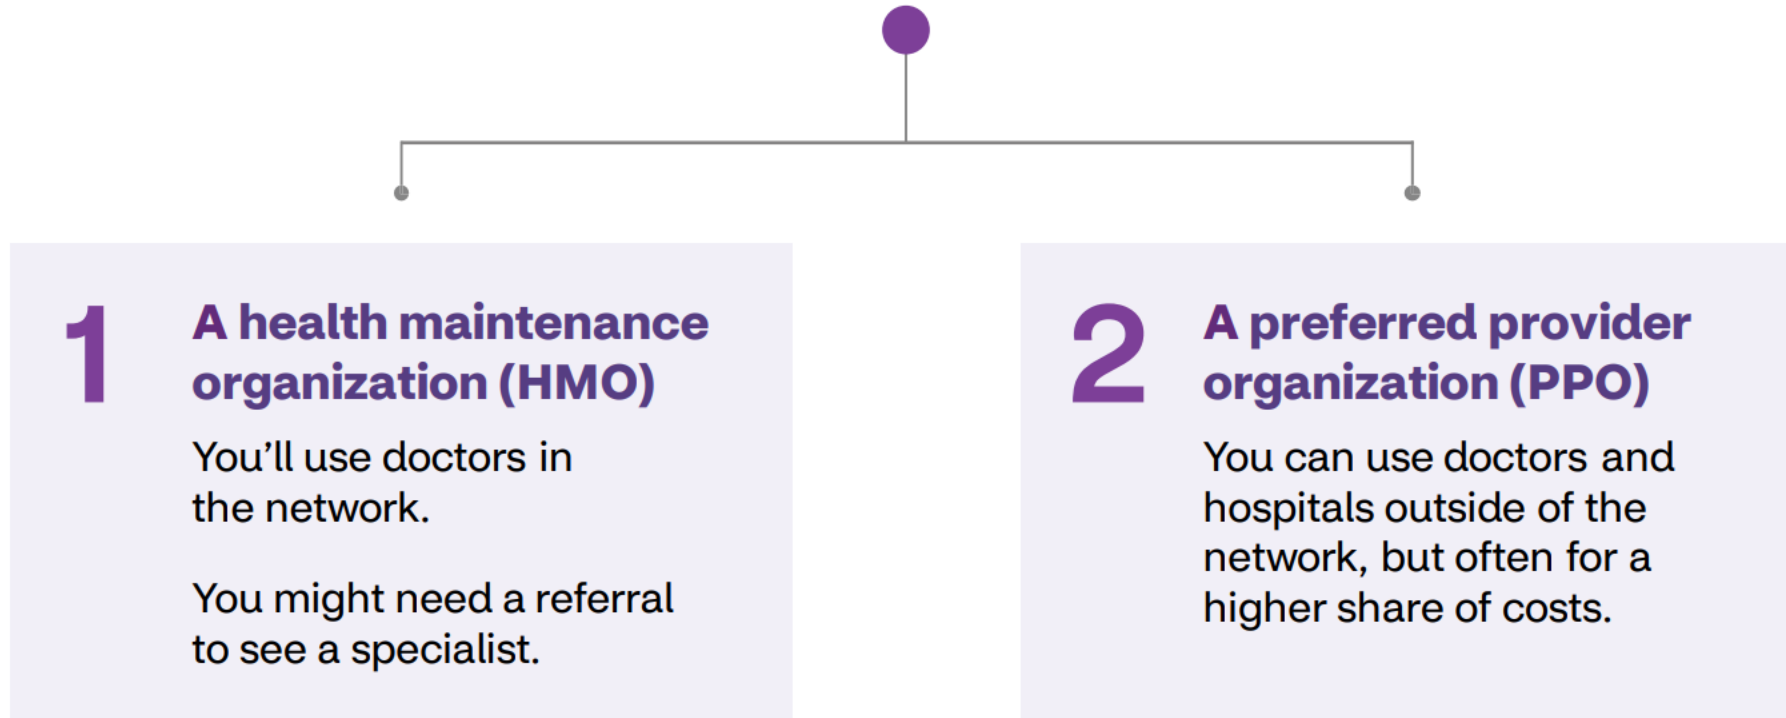 1
A health maintenance
organization (HMO)
You’ll use doctors in
the network.
You might need a referral
to see a specialist.
2
A preferred provider
organization (PPO)
You can use doctors and
hospitals outside of the
network, but often for a
higher share of costs.